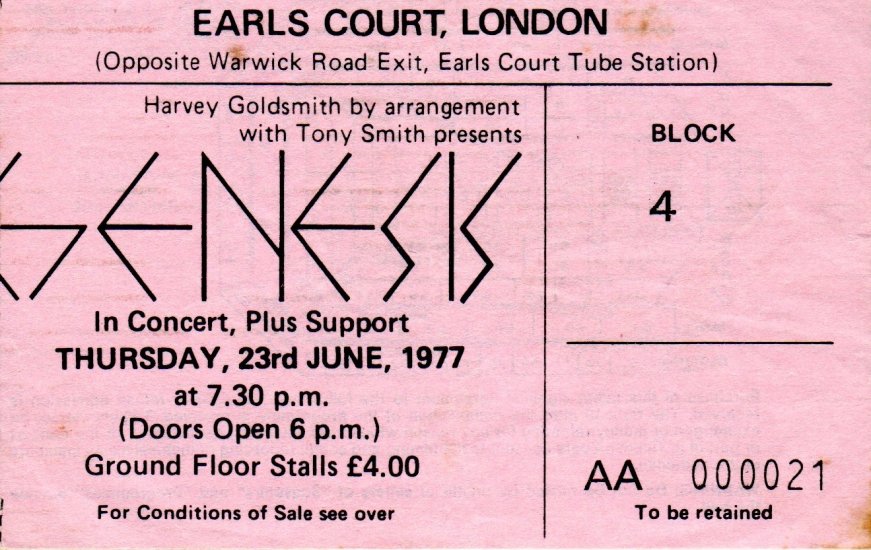 EARLS COURT, LONDON
(Opposite Warwick Road Exit, Earls Court Tube Station)
Harvey Goldsmith by arrangement
with Tony Smith presents
GENESIS
In Concert, Plus Support
THURSDAY, 23rd JUNE, 1977
at 7.30 p.m.
(Doors Open 6 p.m.)
Ground Floor Stalls £4.00
For Conditions of Sale see over
BLOCK
4
AA 000021
To be retained